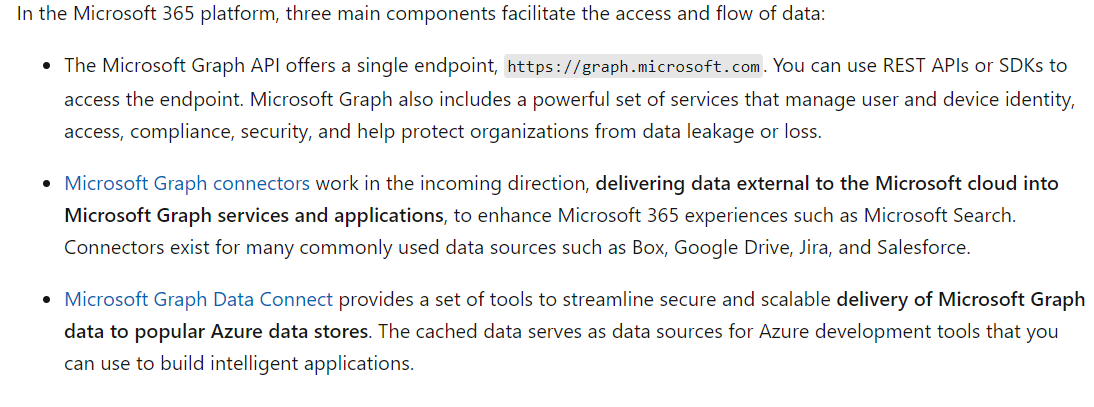 In the Microsoft 365 platform, three main components facilitate the access and flow of data:
• The Microsoft Graph API offers a single endpoint, https://graph.microsoft.com. You can use REST APIs or SDKs to
access the endpoint. Microsoft Graph also includes a powerful set of services that manage user and device identity,
access, compliance, security, and help protect organizations from data leakage or loss.
• Microsoft Graph connectors work in the incoming direction, delivering data external to the Microsoft cloud into
Microsoft Graph services and applications, to enhance Microsoft 365 experiences such as Microsoft Search.
Connectors exist for many commonly used data sources such as Box, Google Drive, Jira, and Salesforce.
• Microsoft Graph Data Connect provides a set of tools to streamline secure and scalable delivery of Microsoft Graph
data to popular Azure data stores. The cached data serves as data sources for Azure development tools that you
can use to build intelligent applications.